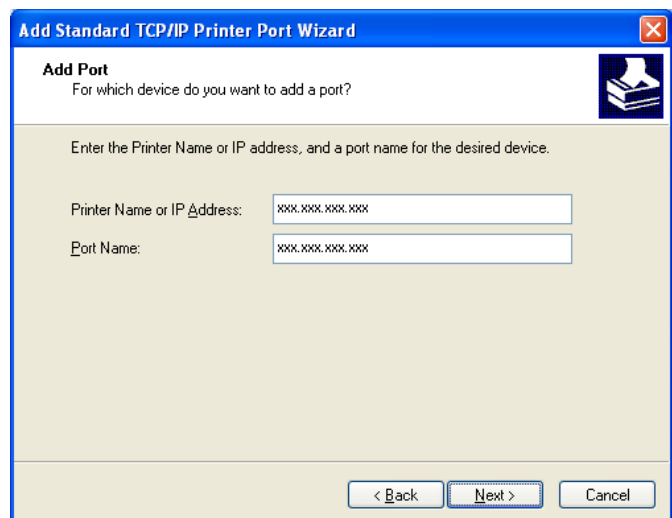 Add Standard TCP/IP Printer Port Wizard
Add Port
For which device do you want to add a port?
Enter the Printer Name or IP address, and a port name for the desired device.
Printer Name or IP Address: xxx.xxx.xxx.xxx
Port Name: xxx.xxx.xxx.xxx
< Back Next > Cancel